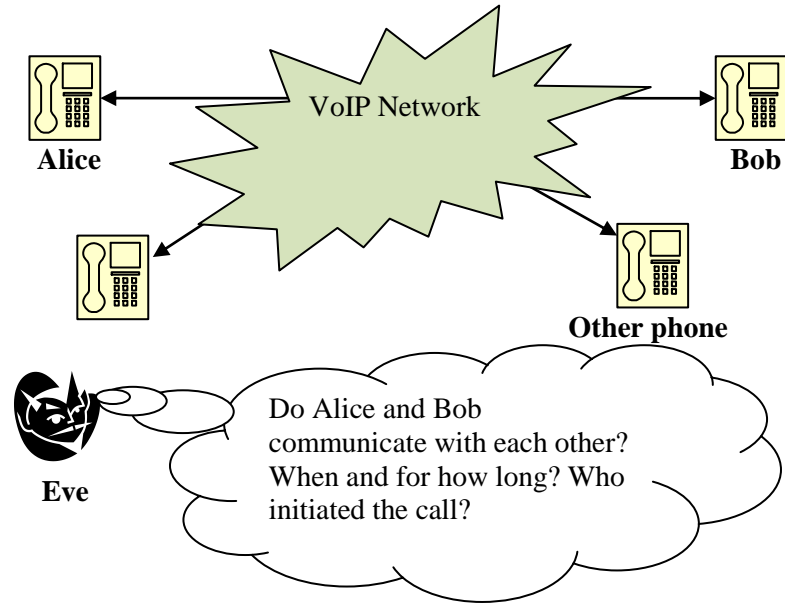 VoIP Network
Alice
Bob
Other phone
Do Alice and Bob
communicate with each other?
When and for how long? Who
initiated the call?
Eve